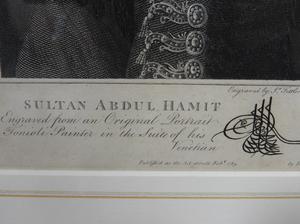 Engraved by
SULTAN ABDUL HAMIT
Engraved from an Original Portrait
Painter in the Suite of his
Venetian
Published as the Act directs